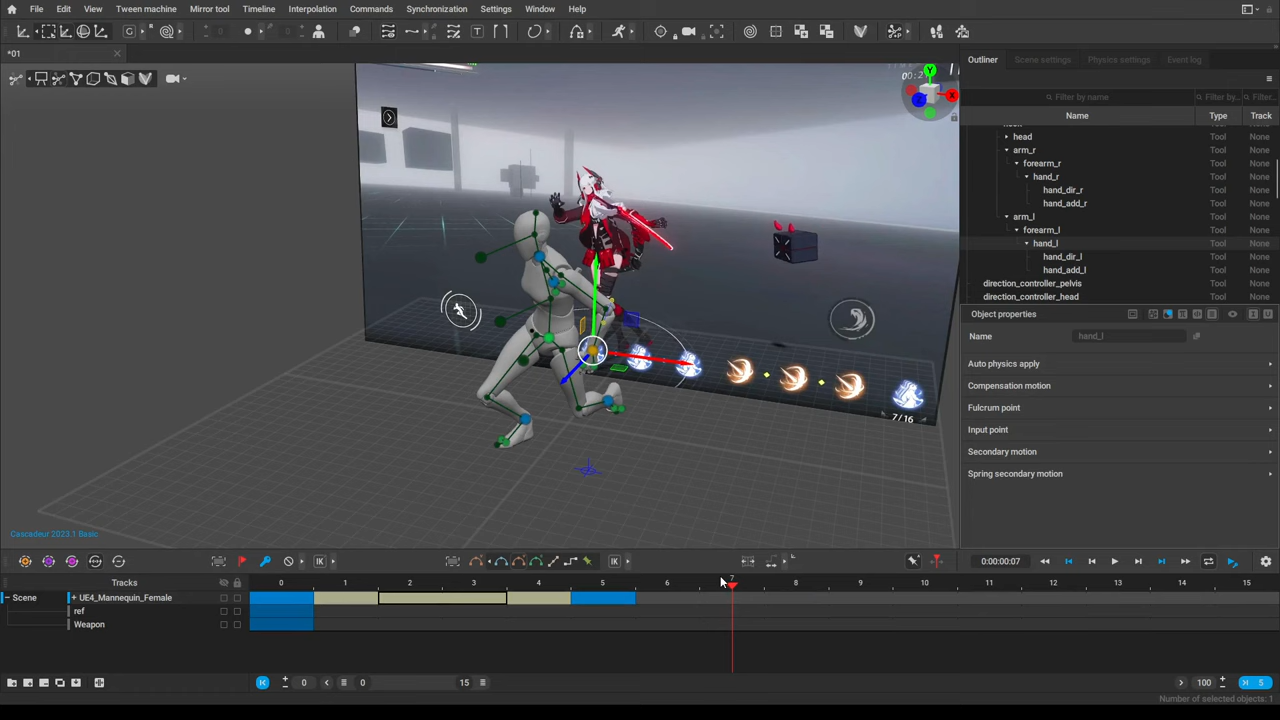 File Edit View Tween machine Mirror tool Timeline Interpolation Commands Synchronization Settings Window Help
*01
Outliner Scene settings Physics settings Event log
Filter by name Filter by... Filter...
Name Type Track
head Tool None
arm_r Tool None
forearm_r Tool None
hand_r Tool None
hand_dir_r Tool None
hand_add_r Tool None
arm_l Tool None
forearm_l Tool None
hand_l Tool None
hand_dir_l Tool None
hand_add_l Tool None
direction_controller_pelvis Tool None
direction_controller_head Tool None
Object properties
Name hand_l
Auto physics apply
Compensation motion
Fulcrum point
Input point
Secondary motion
Spring secondary motion
Y
X
Z
00:2
7/16
Cascadeur 2023.1 Basic
IK IK 0:00:00:07
Tracks 0 1 2 3 4 5 6 7 8 9 10 11 12 13 14 15
Scene + UE4_Mannequin_Female
ref
Weapon
0 0 15 100 5
Number of selected objects: 1